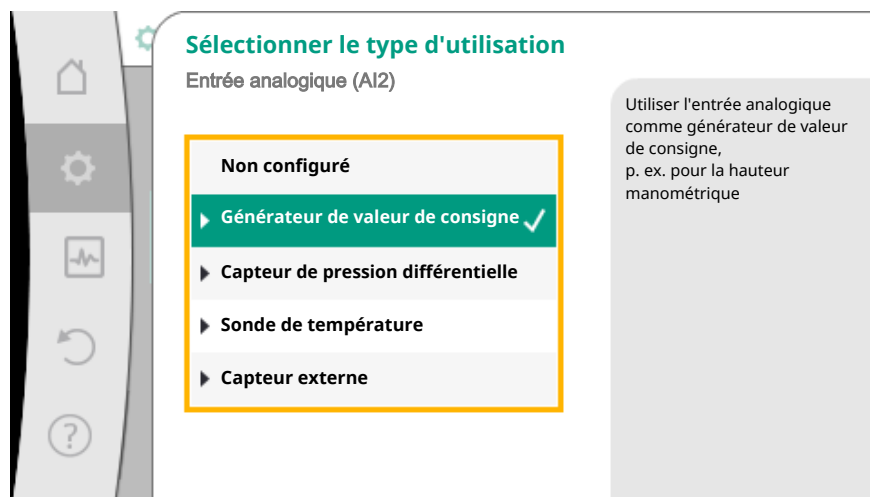 Sélectionner le type d'utilisation
Entrée analogique (AI2)
Non configuré
Générateur de valeur de consigne
Capteur de pression différentielle
Sonde de température
Capteur externe
Utiliser l'entrée analogique
comme générateur de valeur
de consigne,
p. ex. pour la hauteur
manométrique
?